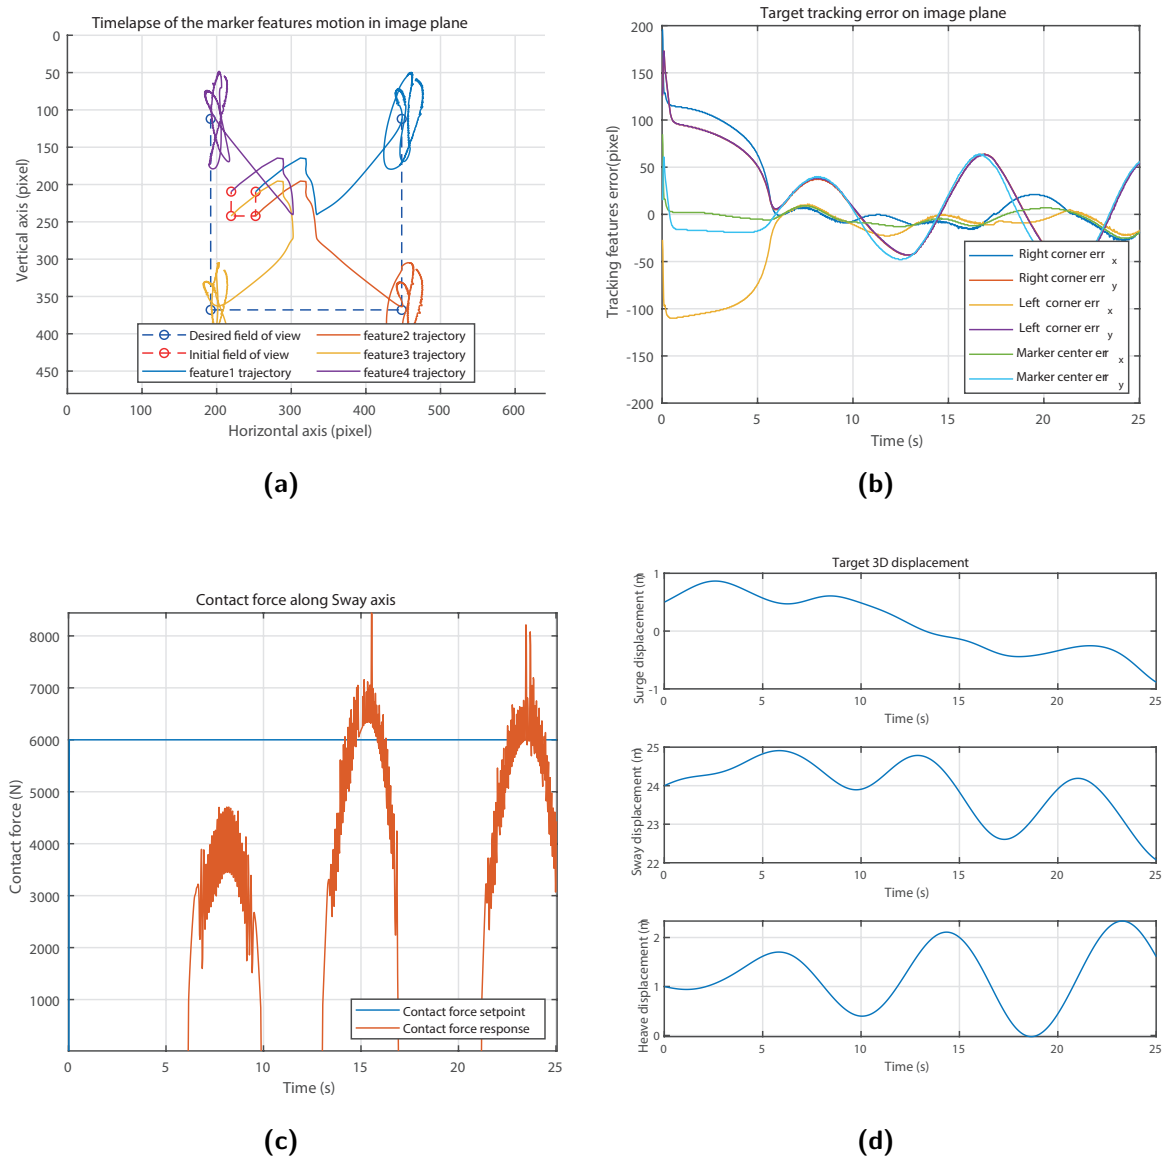 Timelapse of the marker features motion in image plane
0
50
100
150
200
250
300
350
400
450
Vertical axis (pixel)
0
100
200
300
400
500
600
Horizontal axis (pixel)
Desired field of view
Initial field of view
feature1 trajectory
feature2 trajectory
feature3 trajectory
feature4 trajectory
(a)
Target tracking error on image plane
200
150
100
50
0
-50
-100
-150
-200
Tracking features error(pixel)
0
5
10
15
20
25
Time (s)
Right corner err x
Right corner err y
Left corner err x
Left corner err y
Marker center err x
Marker center err y
(b)
Contact force along Sway axis
8000
7000
6000
5000
4000
3000
2000
1000
Contact force (N)
0
5
10
15
20
25
Time (s)
Contact force setpoint
Contact force response
(c)
Target 3D displacement
1
0
-1
Surge displacement (m)
0
5
10
15
20
25
Time (s)
25
24
23
22
Sway displacement (m)
0
5
10
15
20
25
Time (s)
2
1
0
Heave displacement (m)
0
5
10
15
20
25
Time (s)
(d)